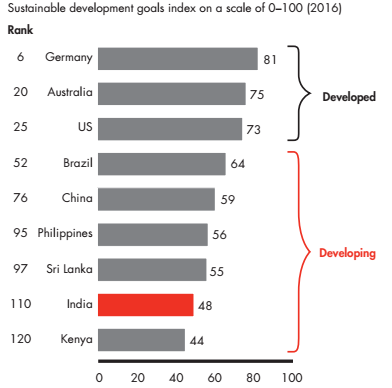 Sustainable development goals index on a scale of 0–100 (2016)
Rank
6 Germany 81
20 Australia 75
25 US 73
Developed
52 Brazil 64
76 China 59
95 Philippines 56
97 Sri Lanka 55
110 India 48
120 Kenya 44
Developing
0 20 40 60 80 100